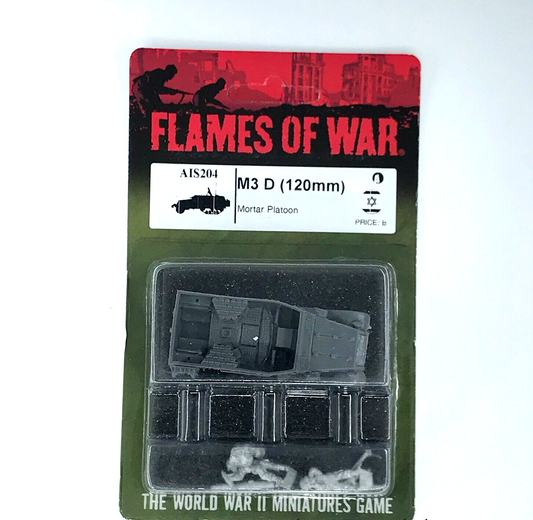 FLAMES OF WAR®
AIS204
M3 D (120mm)
Mortar Platoon
PRICE: B
THE WORLD WAR II MINIATURES GAME